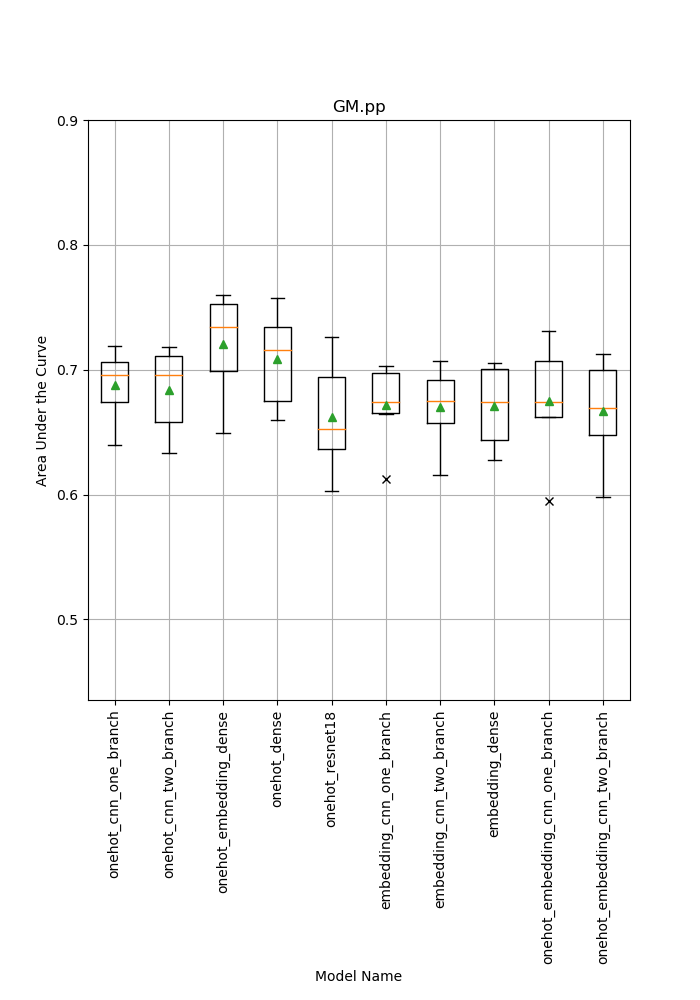 GM.pp
0.9
0.8
0.7
0.6
0.5
Area Under the Curve
onehot_cnn_one_branch
onehot_cnn_two_branch
onehot_embedding_dense
onehot_dense
onehot_resnet18
embedding_cnn_one_branch
embedding_cnn_two_branch
embedding_dense
onehot_embedding_cnn_one_branch
onehot_embedding_cnn_two_branch
Model Name